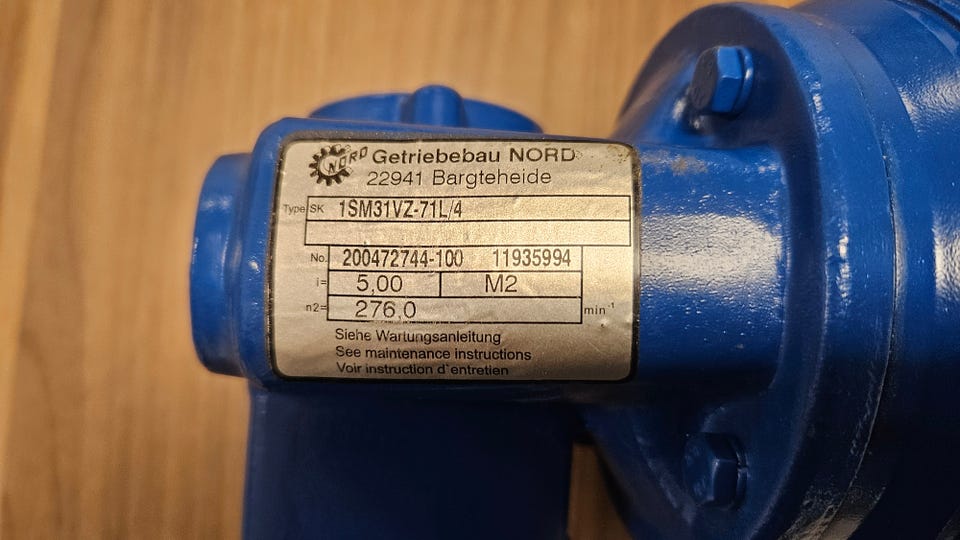 NORD Getriebebau NORD
22941 Bargteheide
Type SK 1SM31VZ-71L/4
No. 200472744-100 11935994
i= 5,00 M2
n2= 276,0 min⁻¹
Siehe Wartungsanleitung
See maintenance instructions
Voir instruction d`entretien